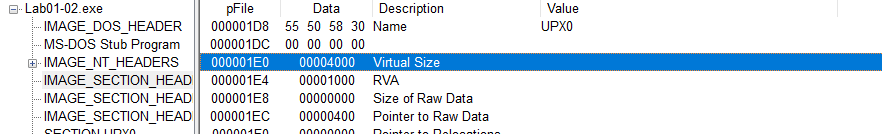 Lab01-02.exe pFile Data Description Value
IMAGE_DOS_HEADER 000001D8 55 50 58 30 Name UPX0
MS-DOS Stub Program 000001DC 00 00 00 00
IMAGE_NT_HEADERS 000001E0 00004000 Virtual Size
IMAGE_SECTION_HEAD 000001E4 00001000 RVA
IMAGE_SECTION_HEAD 000001E8 00000000 Size of Raw Data
IMAGE_SECTION_HEAD 000001EC 00000400 Pointer to Raw Data
SECTION UPX0 000001F0 00000000 Pointer to Relocations